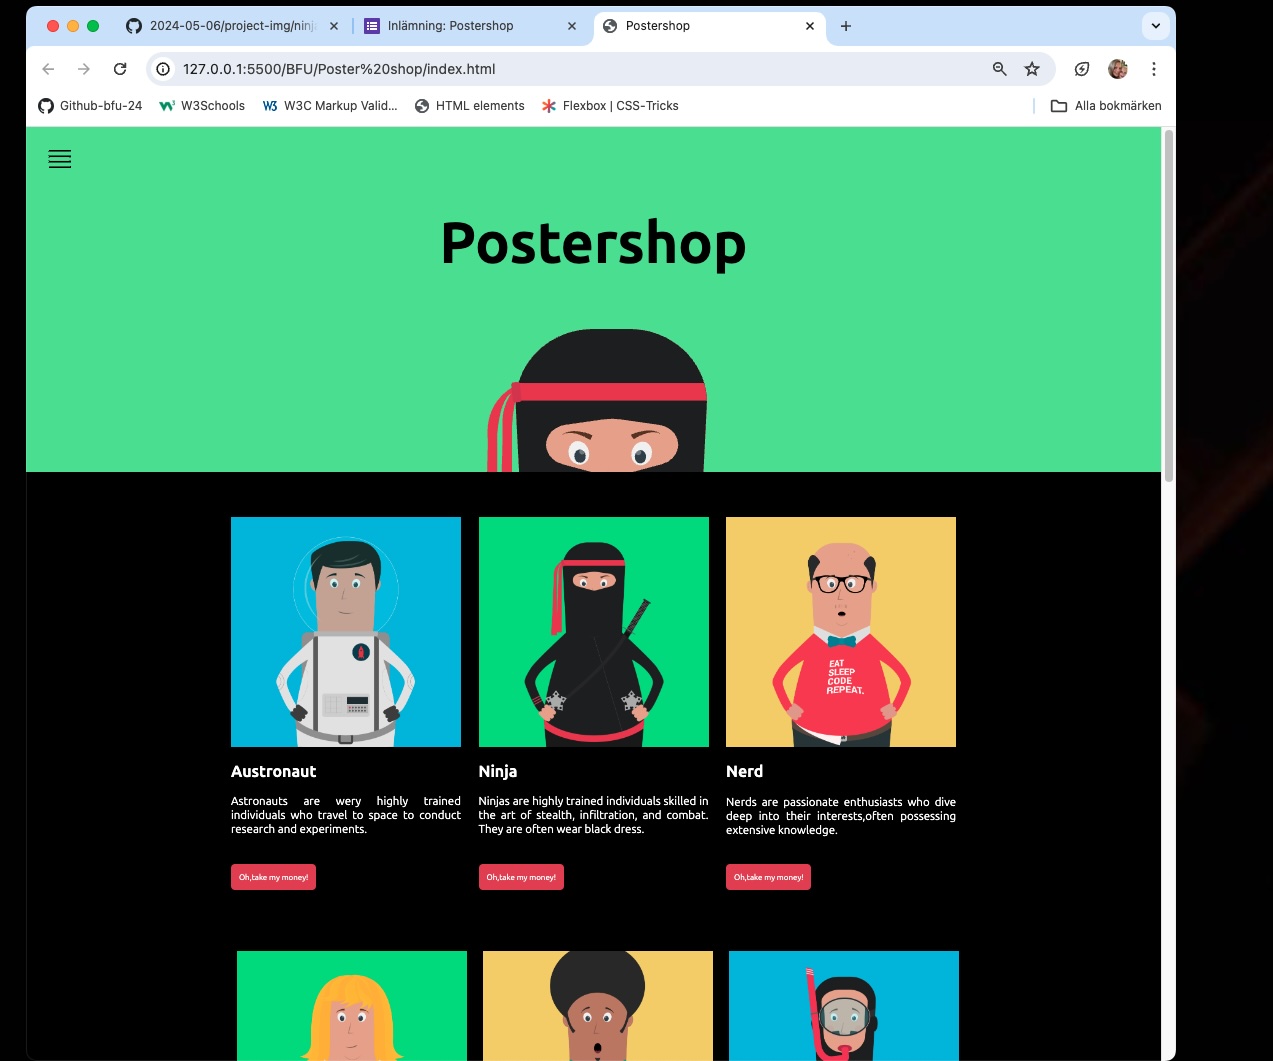 2024-05-06/project-img/ninj
Inlämning: Postershop
Postershop
127.0.0.1:5500/BFU/Poster%20shop/index.html
Github-bfu-24
W3Schools
W3C Markup Valid...
HTML elements
Flexbox | CSS-Tricks
Alla bokmärken
Postershop
EAT
SLEEP
CODE
REPEAT.
Austronaut
Astronauts are wery highly trained
individuals who travel to space to conduct
research and experiments.
Oh,take my money!
Ninja
Ninjas are highly trained individuals skilled in
the art of stealth, infiltration, and combat.
They are often wear black dress.
Oh,take my money!
Nerd
Nerds are passionate enthusiasts who dive
deep into their interests,often possessing
extensive knowledge.
Oh,take my money!